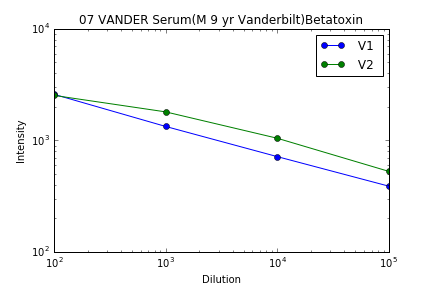 07 VANDER Serum(M 9 yr Vanderbilt)Betatoxin
V1
V2
Intensity
10⁴
10³
10²
10² 10³ 10⁴ 10⁵
Dilution